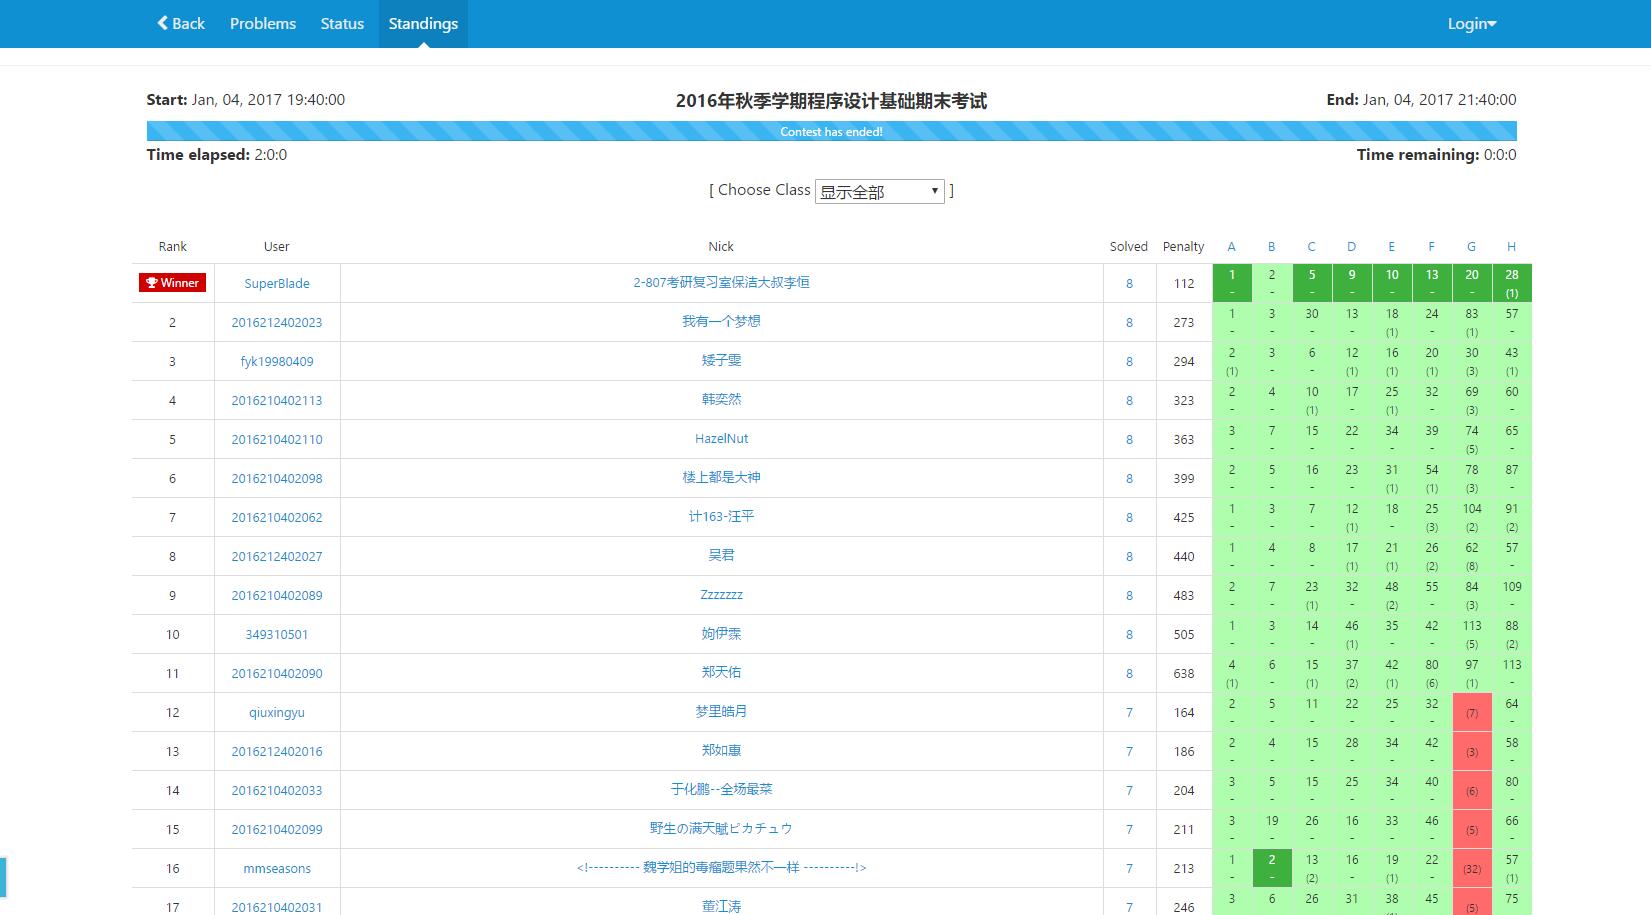 Back Problems Status Standings Login
Start: Jan, 04, 2017 19:40:00 2016年秋季学期程序设计基础期末考试 End: Jan, 04, 2017 21:40:00
Contest has ended!
Time elapsed: 2:0:0 Time remaining: 0:0:0
[ Choose Class 显示全部 ]
Rank User Nick Solved Penalty A B C D E F G H
Winner SuperBlade 2-807考研复习室保洁大叔李恒 8 112 1 2 5 9 10 13 20 28
- - - - - - - (1)
2 2016212402023 我有一个梦想 8 273 1 3 30 13 18 24 83 57
- - - - (1) - (1) -
3 fyk19980409 矮子雯 8 294 2 3 6 12 16 20 30 43
(1) - - (1) (1) (1) (3) (1)
4 2016210402113 韩奕然 8 323 2 4 10 17 25 32 69 60
- - (1) - (1) - (3) -
5 2016210402110 HazelNut 8 363 3 7 15 22 34 39 74 65
- - - - - - (5) -
6 2016210402098 楼上都是大神 8 399 2 5 16 23 31 54 78 87
- - - - (1) (1) (3) -
7 2016210402062 计163-汪平 8 425 1 3 7 12 18 25 104 91
- - - (1) - (3) (2) (2)
8 2016212402027 吴君 8 440 1 4 8 17 21 26 62 57
- - - (1) (1) (2) (8) -
9 2016210402089 Zzzzzzz 8 483 2 7 23 32 48 55 84 109
- - (1) - (2) - (3) -
10 349310501 姰伊霂 8 505 1 3 14 46 35 42 113 88
- - - (1) - - (5) (2)
11 2016210402090 郑天佑 8 638 4 6 15 37 42 80 97 113
(1) - (1) (2) (1) (6) (1) -
12 qiuxingyu 梦里皓月 7 164 2 5 11 22 25 32 (7) 64
- - - - - - -
13 2016212402016 郑如惠 7 186 2 4 15 28 34 42 (3) 58
- - - - - - -
14 2016210402033 于化鹏--全场最菜 7 204 3 5 15 25 34 40 (6) 80
- - - - - - -
15 2016210402099 野生の满天賦ピカチュウ 7 211 3 19 26 16 33 46 (5) 66
- - - - - - -
16 mmseasons <!---------- 魏学姐的毒瘤题果然不一样 ----------!> 7 213 1 2 13 16 19 22 (32) 57
- - (2) - (1) - (1)
17 2016210402031 董江涛 7 246 3 6 26 31 38 45 (5) 75